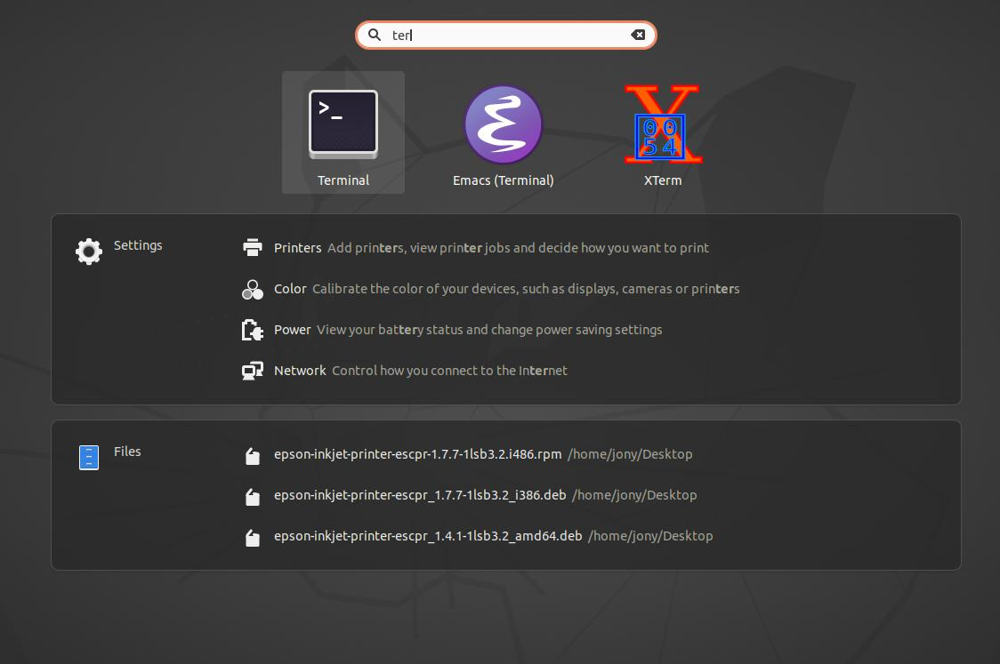 ter
>_
Terminal
Emacs (Terminal)
X
00
54
XTerm
Settings
Printers Add printers, view printer jobs and decide how you want to print
Color Calibrate the color of your devices, such as displays, cameras or printers
Power View your battery status and change power saving settings
Network Control how you connect to the Internet
Files
epson-inkjet-printer-escpr-1.7.7-1lsb3.2.i486.rpm /home/jony/Desktop
epson-inkjet-printer-escpr_1.7.7-1lsb3.2_i386.deb /home/jony/Desktop
epson-inkjet-printer-escpr_1.4.1-1lsb3.2_amd64.deb /home/jony/Desktop